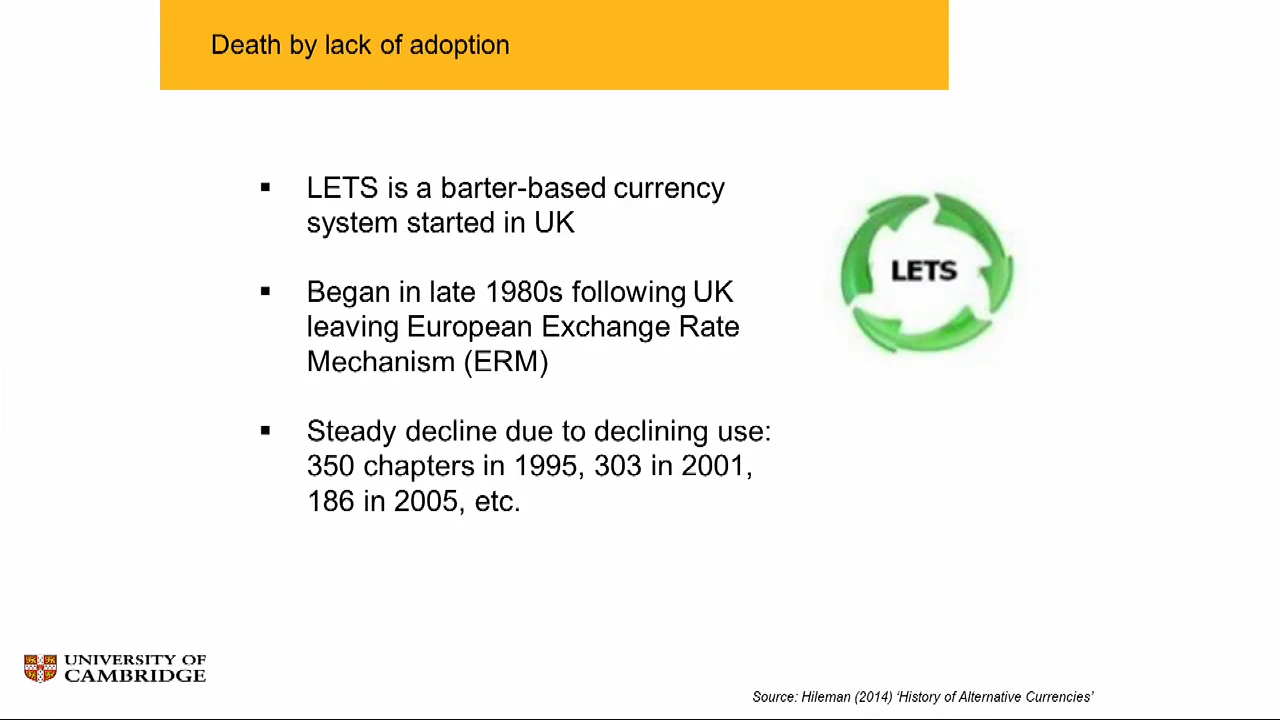 Death by lack of adoption
▪ LETS is a barter-based currency
system started in UK
▪ Began in late 1980s following UK
leaving European Exchange Rate
Mechanism (ERM)
▪ Steady decline due to declining use:
350 chapters in 1995, 303 in 2001,
186 in 2005, etc.
LETS
UNIVERSITY OF
CAMBRIDGE
Source: Hileman (2014) ‘History of Alternative Currencies’